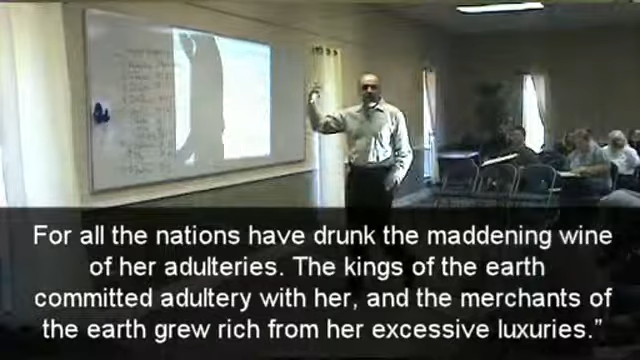 For all the nations have drunk the maddening wine
of her adulteries. The kings of the earth
committed adultery with her, and the merchants of
the earth grew rich from her excessive luxuries.”